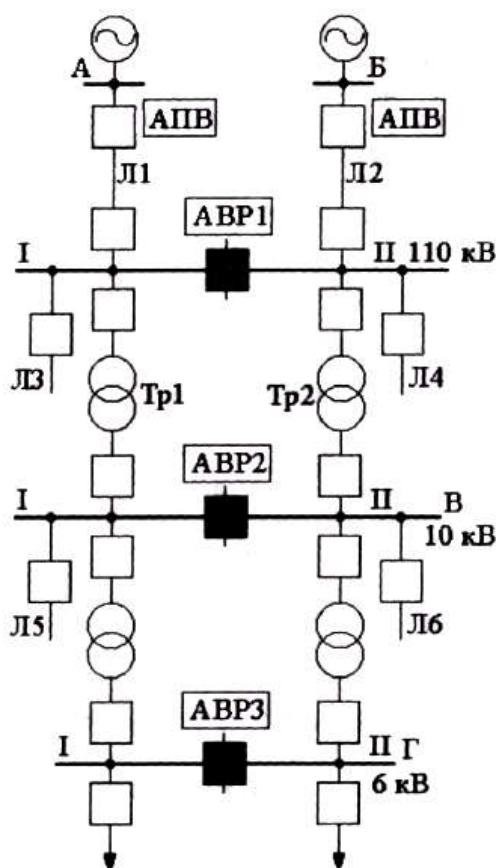 А Б
АПВ АПВ
Л1 Л2
АВР1
I II 110 кВ
Л3 Л4
Тр1 Тр2
АВР2
I II В
10 кВ
Л5 Л6
АВР3
I II Г
6 кВ